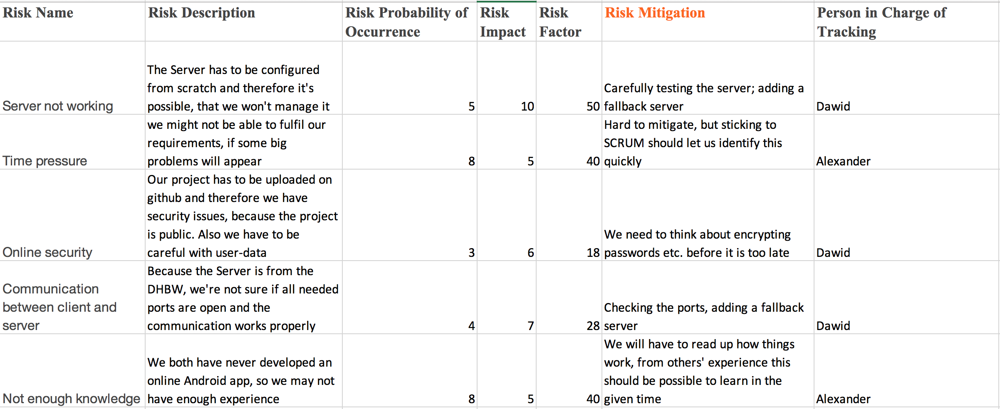 Risk Name
Risk Description
Risk Probability of
Occurrence
Risk
Impact
Risk
Factor
Risk Mitigation
Person in Charge of
Tracking
Server not working
The Server has to be configured
from scratch and therefore it's
possible, that we won't manage it
5
10
50
Carefully testing the server; adding a
fallback server
Dawid
Time pressure
we might not be able to fulfil our
requirements, if some big
problems will appear
8
5
40
Hard to mitigate, but sticking to
SCRUM should let us identify this
quickly
Alexander
Online security
Our project has to be uploaded on
github and therefore we have
security issues, because the project
is public. Also we have to be
careful with user-data
3
6
18
We need to think about encrypting
passwords etc. before it is too late
Dawid
Communication
between client and
server
Because the Server is from the
DHBW, we're not sure if all needed
ports are open and the
communication works properly
4
7
28
Checking the ports, adding a fallback
server
Dawid
Not enough knowledge
We both have never developed an
online Android app, so we may not
have enough experience
8
5
40
We will have to read up how things
work, from others' experience this
should be possible to learn in the
given time
Alexander